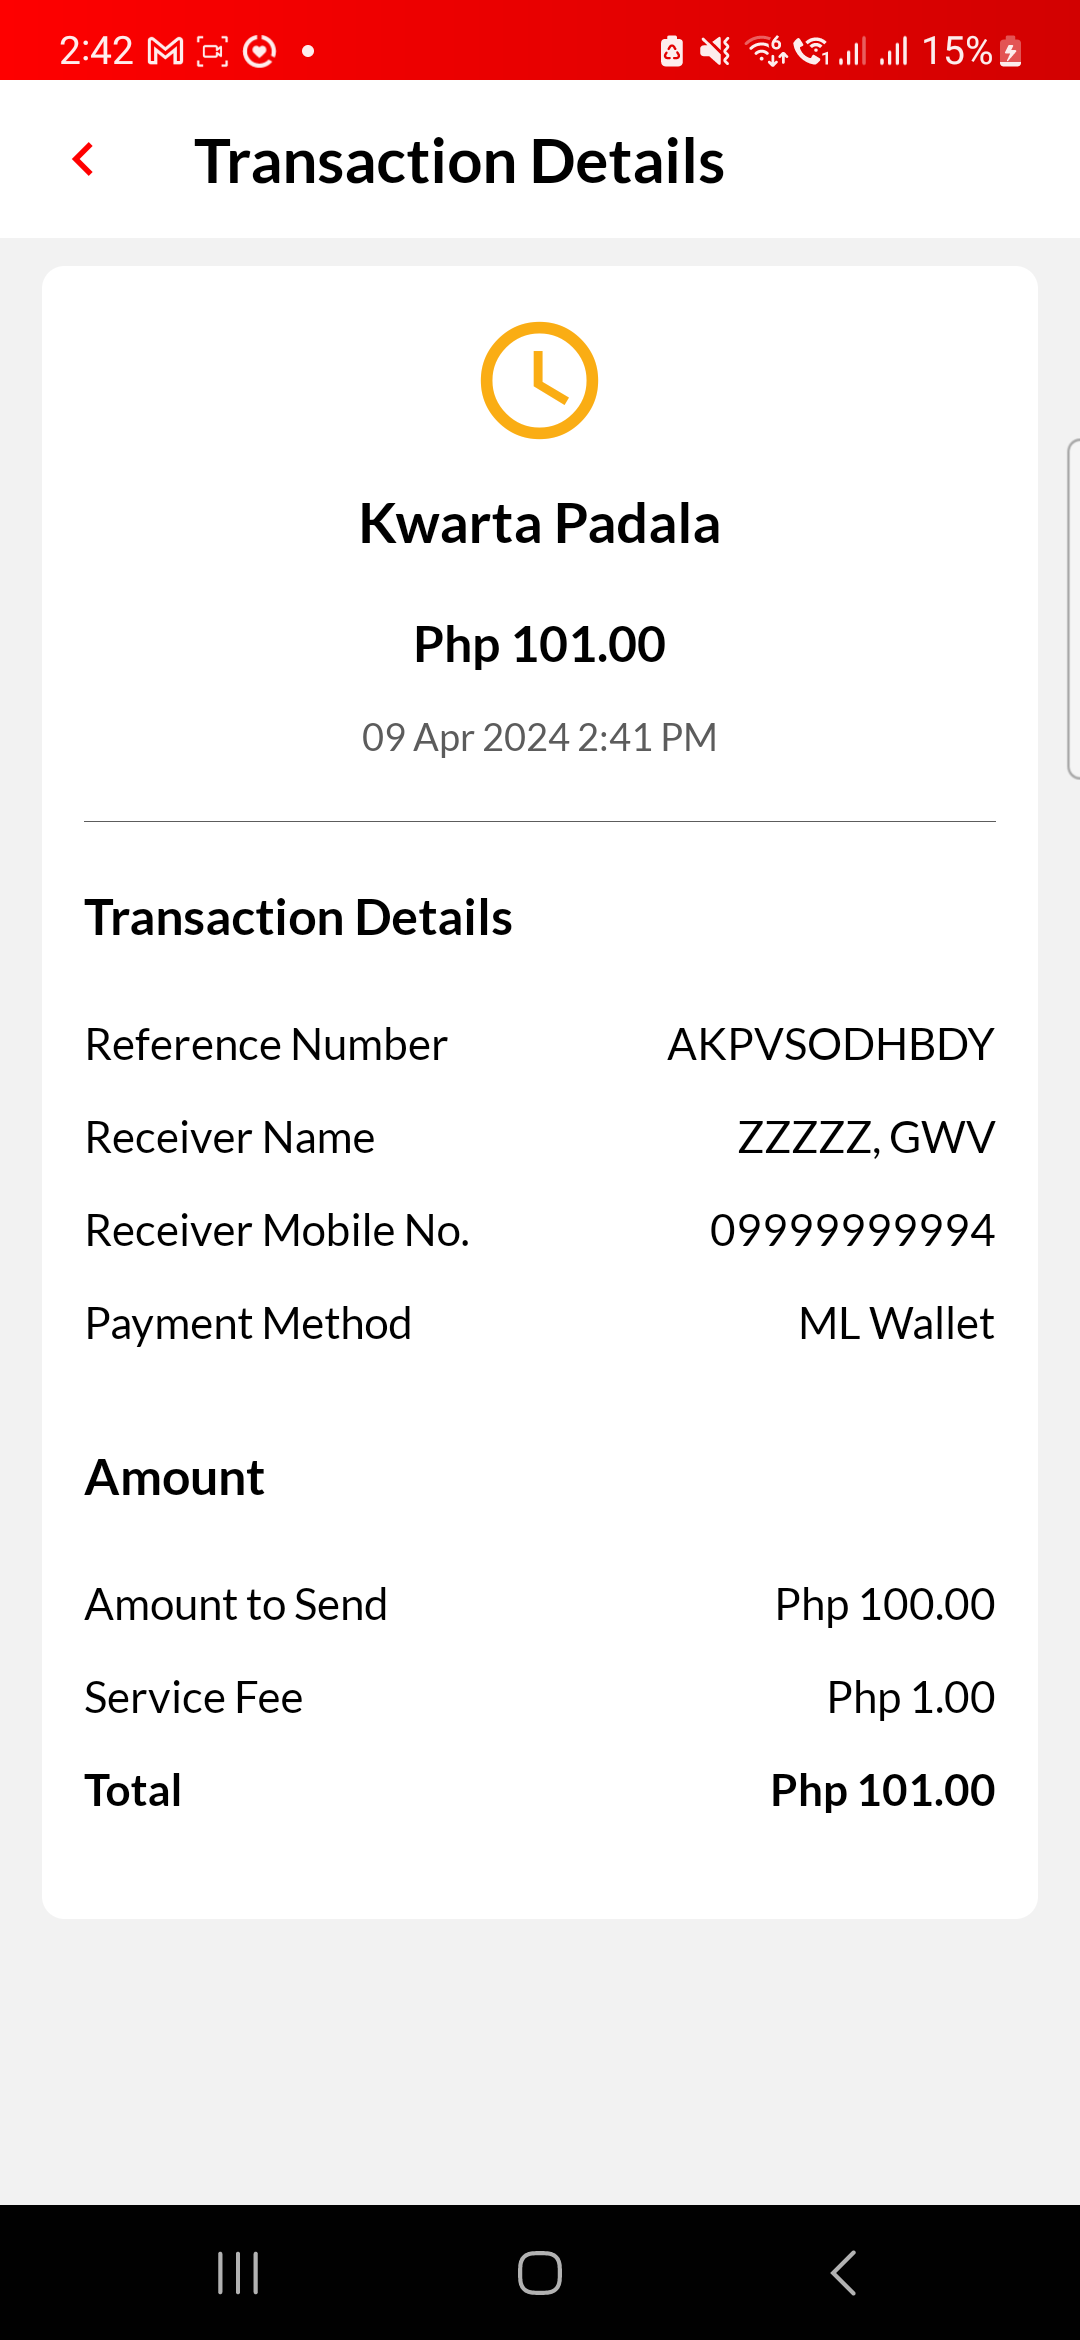 2:42 15%
Transaction Details
Kwarta Padala
Php 101.00
09 Apr 2024 2:41 PM
Transaction Details
Reference Number AKPVSODHBDY
Receiver Name ZZZZZ, GWV
Receiver Mobile No. 09999999994
Payment Method ML Wallet
Amount
Amount to Send Php 100.00
Service Fee Php 1.00
Total Php 101.00